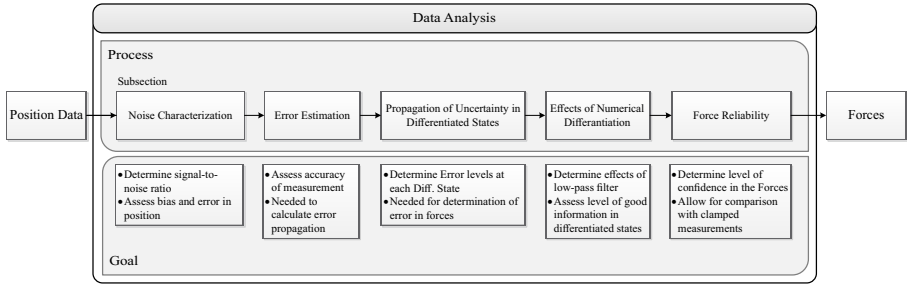 Data Analysis
Process
Subsection
Position Data
Noise Characterization
Error Estimation
Propagation of Uncertainty in
Differentiated States
Effects of Numerical
Differantiation
Force Reliability
Forces
•Determine signal-to-
noise ratio
•Assess bias and error in
position
•Assess accuracy
of measurement
•Needed to
calculate error
propagation
•Determine Error levels at
each Diff. State
•Needed for determination of
error in forces
•Determine effects of
low-pass filter
•Assess level of good
information in
differentiated states
•Determine level of
confidence in the Forces
•Allow for comparison
with clamped
measurements
Goal